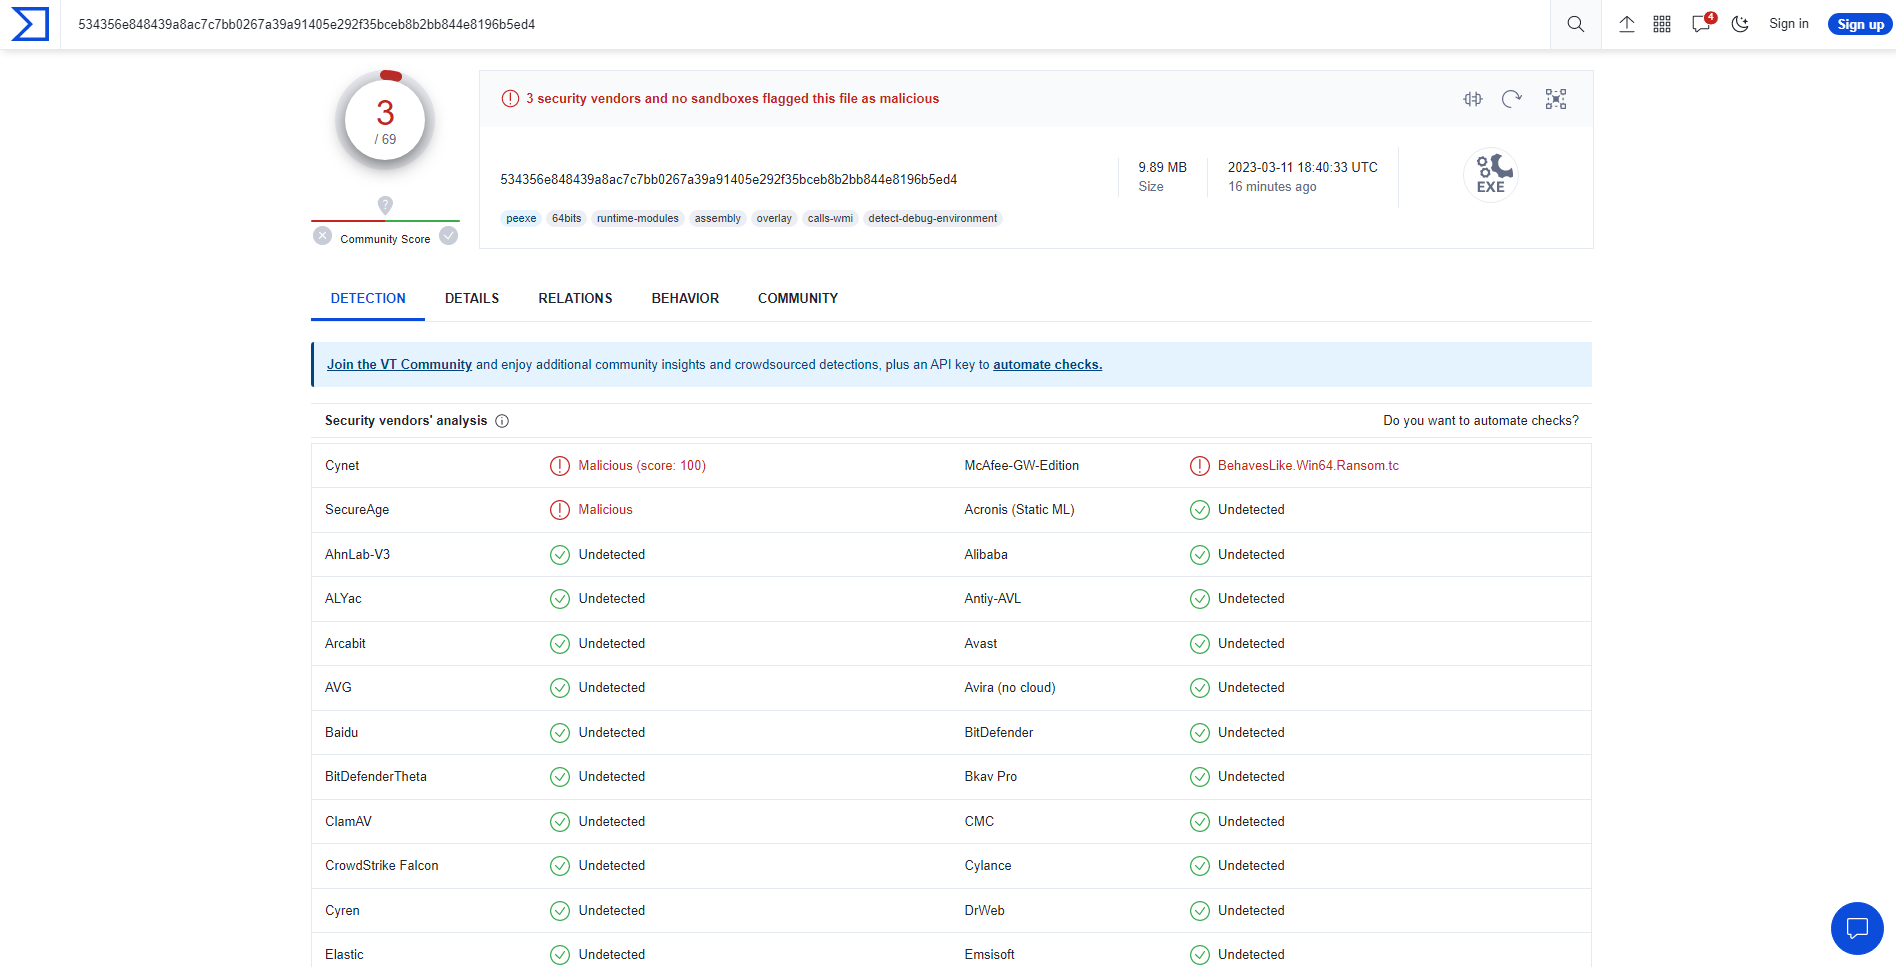 534356e848439a8ac7c7bb0267a39a91405e292f35bceb8b2bb844e8196b5ed4
4
Sign in
Sign up
3
/ 69
Community Score
3 security vendors and no sandboxes flagged this file as malicious
534356e848439a8ac7c7bb0267a39a91405e292f35bceb8b2bb844e8196b5ed4
9.89 MB
Size
2023-03-11 18:40:33 UTC
16 minutes ago
EXE
peexe 64bits runtime-modules assembly overlay calls-wmi detect-debug-environment
DETECTION DETAILS RELATIONS BEHAVIOR COMMUNITY
Join the VT Community and enjoy additional community insights and crowdsourced detections, plus an API key to automate checks.
Security vendors' analysis
Do you want to automate checks?
Cynet Malicious (score: 100) McAfee-GW-Edition BehavesLike.Win64.Ransom.tc
SecureAge Malicious Acronis (Static ML) Undetected
AhnLab-V3 Undetected Alibaba Undetected
ALYac Undetected Antiy-AVL Undetected
Arcabit Undetected Avast Undetected
AVG Undetected Avira (no cloud) Undetected
Baidu Undetected BitDefender Undetected
BitDefenderTheta Undetected Bkav Pro Undetected
ClamAV Undetected CMC Undetected
CrowdStrike Falcon Undetected Cylance Undetected
Cyren Undetected DrWeb Undetected
Elastic Undetected Emsisoft Undetected